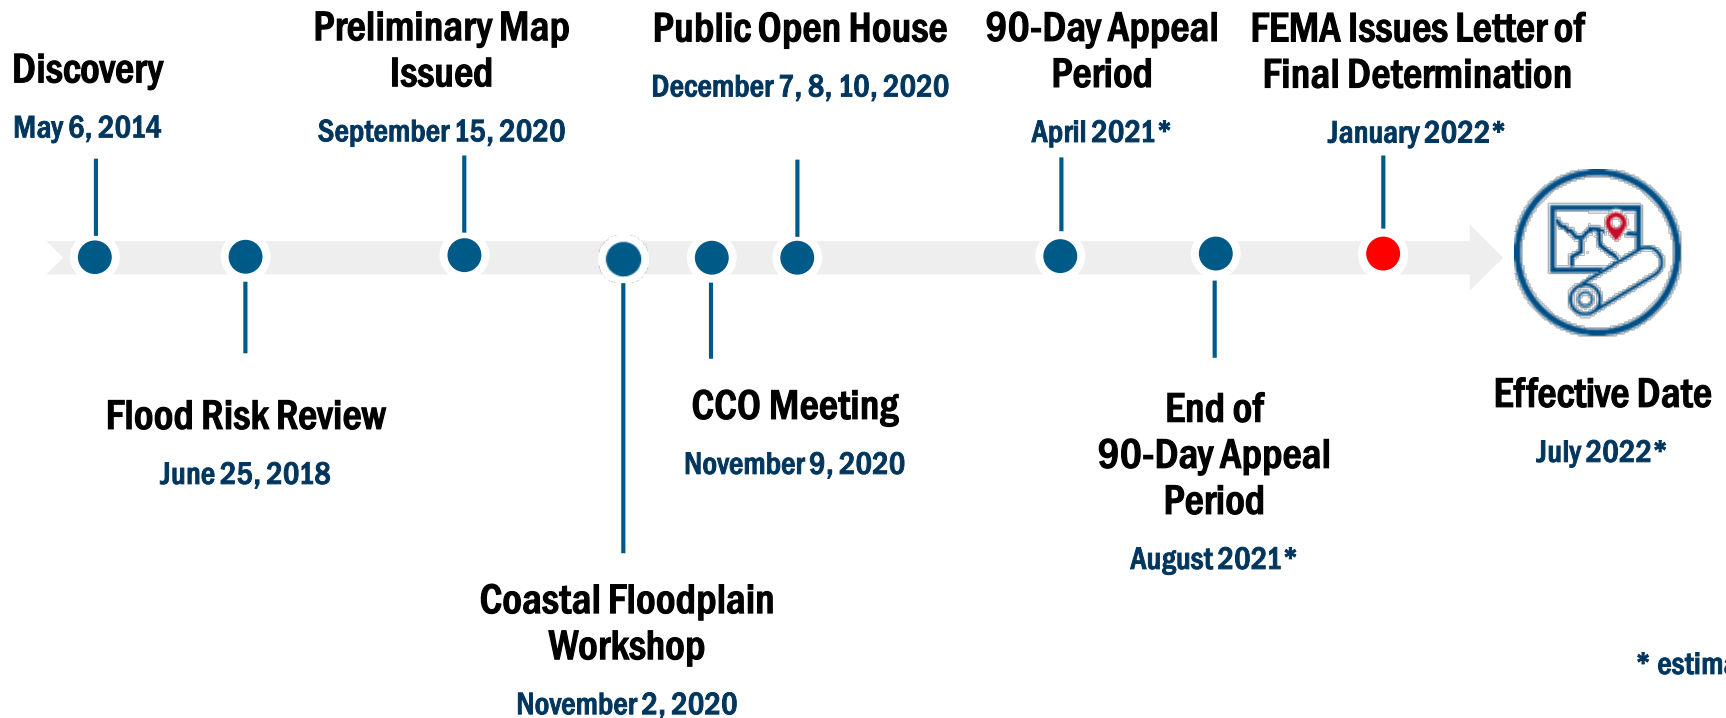 Discovery
May 6, 2014
Preliminary Map
Issued
September 15, 2020
Public Open House
December 7, 8, 10, 2020
90-Day Appeal
Period
April 2021*
FEMA Issues Letter of
Final Determination
January 2022*
Flood Risk Review
June 25, 2018
Coastal Floodplain
Workshop
November 2, 2020
CCO Meeting
November 9, 2020
End of
90-Day Appeal
Period
August 2021*
Effective Date
July 2022*
* estima